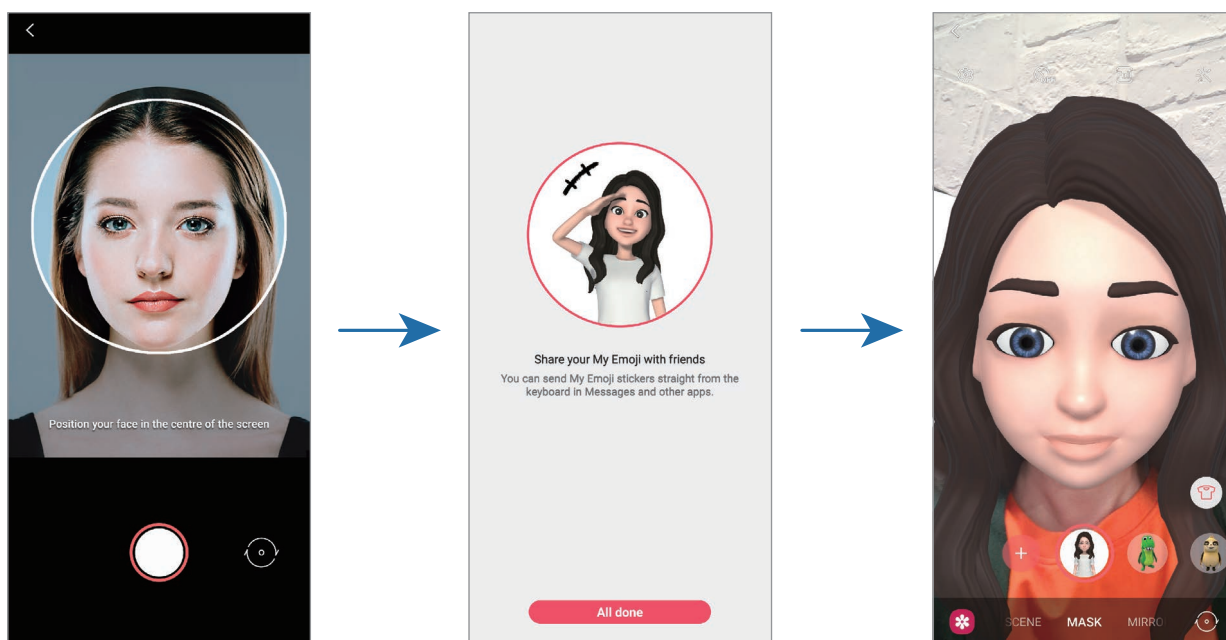 Position your face in the centre of the screen
Share your My Emoji with friends
You can send My Emoji stickers straight from the
keyboard in Messages and other apps.
All done
SCENE MASK MIRRO